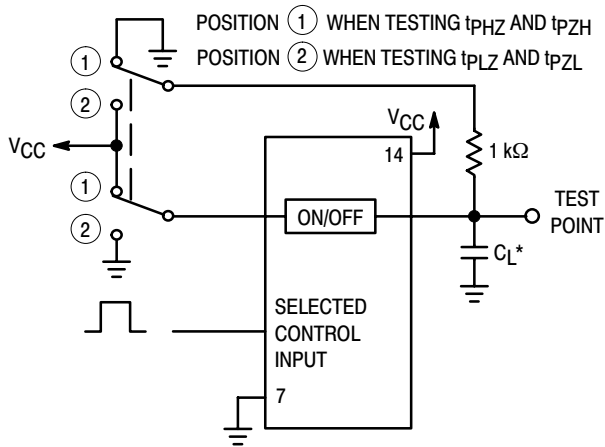 POSITION 1 WHEN TESTING tPHZ AND tPZH
POSITION 2 WHEN TESTING tPLZ AND tPZL
1
2
VCC
1
2
VCC
14
1 kΩ
ON/OFF
TEST
POINT
CL*
SELECTED
CONTROL
INPUT
7